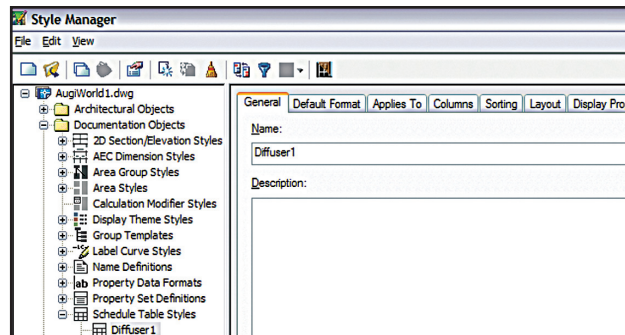 Style Manager
File Edit View
AugiWorld1.dwg
Architectural Objects
Documentation Objects
2D Section/Elevation Styles
AEC Dimension Styles
Area Group Styles
Area Styles
Calculation Modifier Styles
Display Theme Styles
Group Templates
Label Curve Styles
Name Definitions
ab Property Data Formats
Property Set Definitions
Schedule Table Styles
Diffuser1
General Default Format Applies To Columns Sorting Layout Display Pro
Name:
Diffuser1
Description: